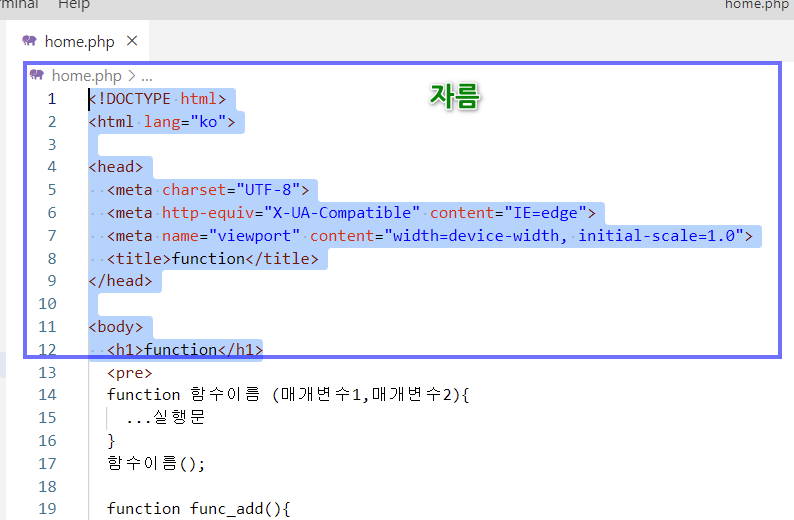 rminal Help
home.php
home.php ×
home.php > ...
자름
1 <!DOCTYPE html>
2 <html lang="ko">
3
4 <head>
5 <meta charset="UTF-8">
6 <meta http-equiv="X-UA-Compatible" content="IE=edge">
7 <meta name="viewport" content="width=device-width, initial-scale=1.0">
8 <title>function</title>
9 </head>
10
11 <body>
12 <h1>function</h1>
13 <pre>
14 function 함수이름 (매개변수1,매개변수2){
15 ...실행문
16 }
17 함수이름();
18
19 function func_add(){